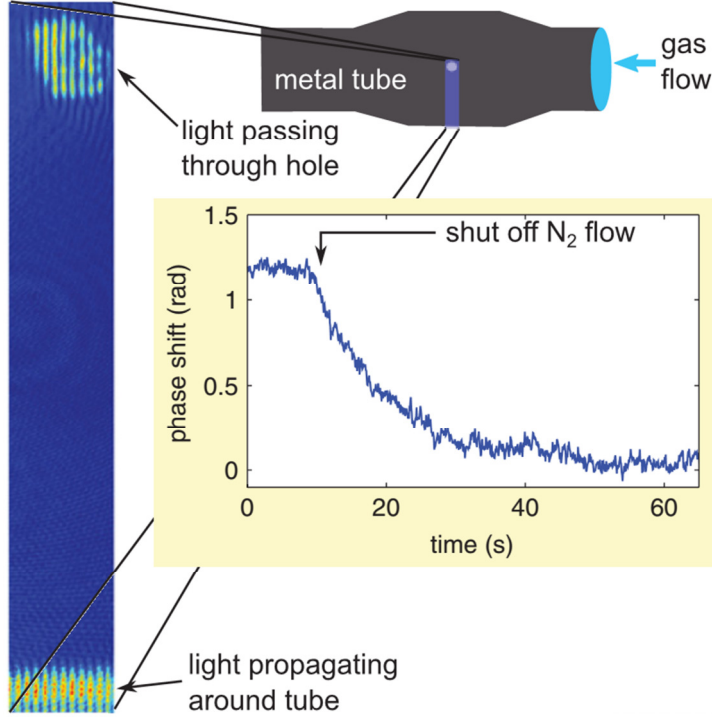 metal tube
gas
flow
light passing
through hole
1.5
1
0.5
0
phase shift (rad)
shut off N₂ flow
0
20
40
60
time (s)
light propagating
around tube